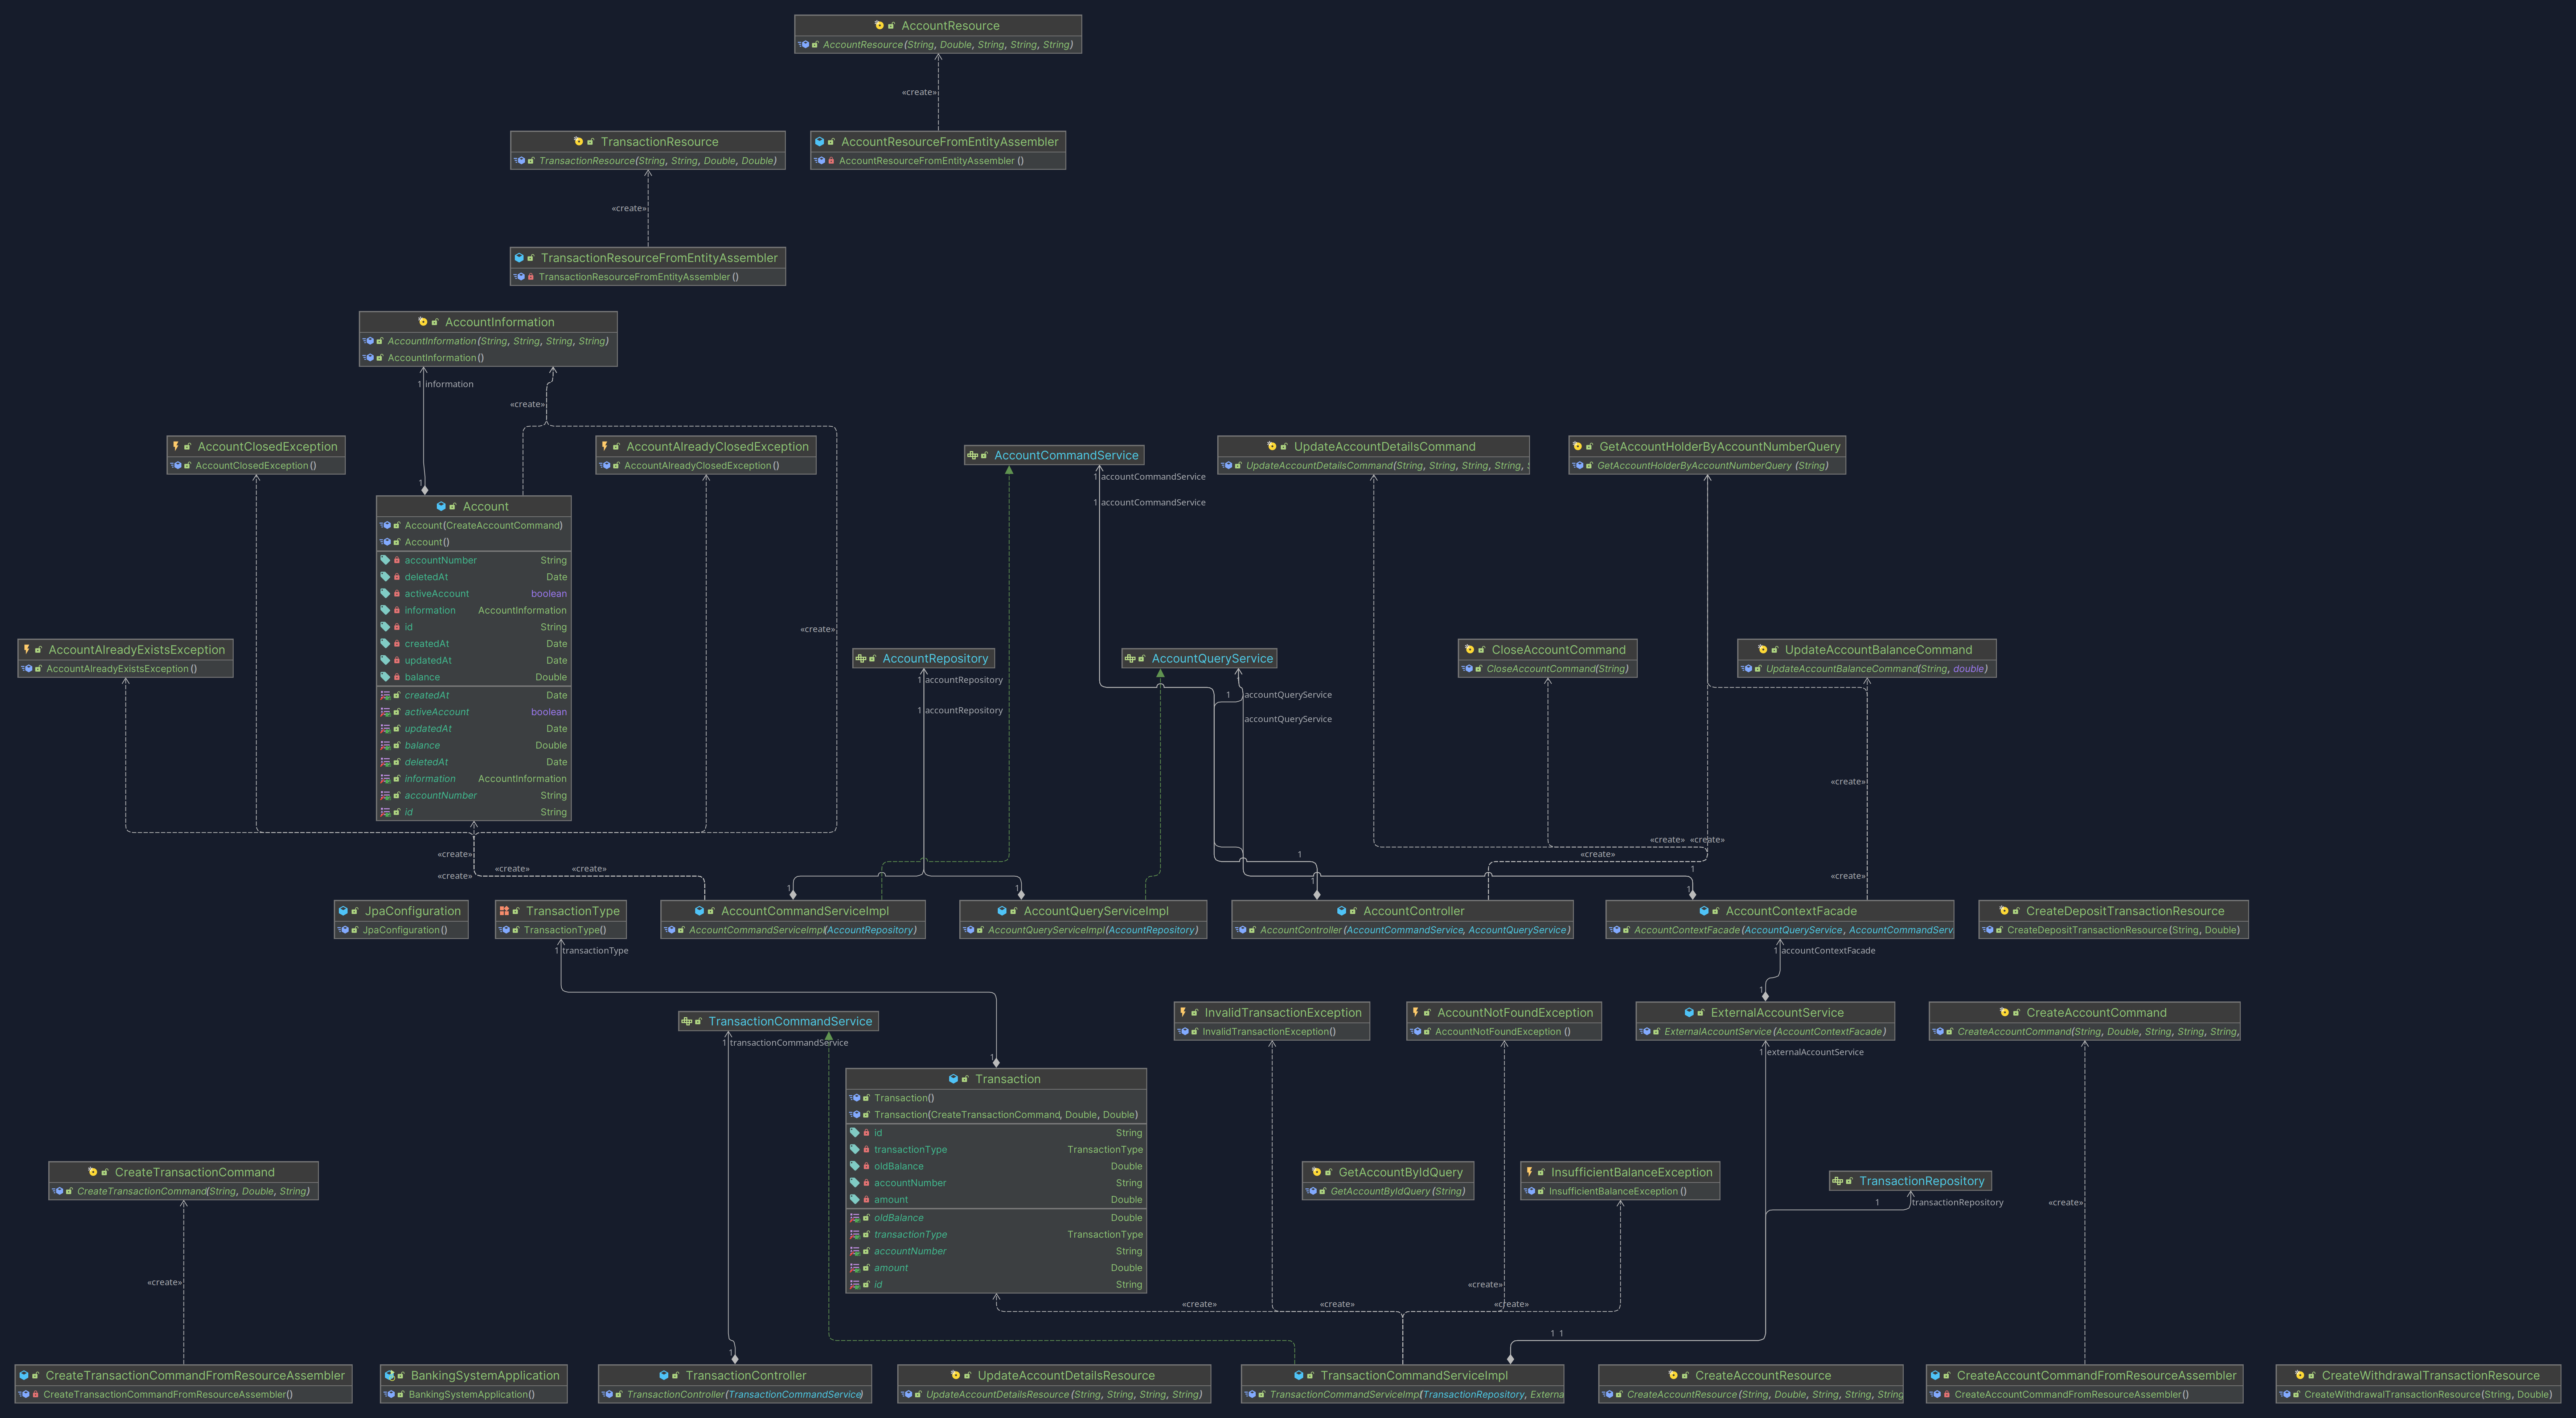 AccountResource
AccountResource(String, Double, String, String, String)
«create»
TransactionResource
TransactionResource(String, String, Double, Double)
AccountResourceFromEntityAssembler
AccountResourceFromEntityAssembler ()
«create»
TransactionResourceFromEntityAssembler
TransactionResourceFromEntityAssembler ()
AccountInformation
AccountInformation(String, String, String, String)
AccountInformation()
1 information
«create»
AccountClosedException
AccountClosedException ()
AccountAlreadyClosedException
AccountAlreadyClosedException ()
AccountCommandService
1 accountCommandService
1 accountCommandService
UpdateAccountDetailsCommand
UpdateAccountDetailsCommand(String, String, String, String,
GetAccountHolderByAccountNumberQuery
GetAccountHolderByAccountNumberQuery (String)
1
Account
Account(CreateAccountCommand)
Account()
accountNumber String
deletedAt Date
activeAccount boolean
information AccountInformation
id String
createdAt Date
updatedAt Date
balance Double
createdAt Date
activeAccount boolean
updatedAt Date
balance Double
deletedAt Date
information AccountInformation
accountNumber String
id String
«create»
AccountAlreadyExistsException
AccountAlreadyExistsException ()
AccountRepository
1 accountRepository
1 accountRepository
AccountQueryService
1 accountQueryService
accountQueryService
CloseAccountCommand
CloseAccountCommand(String)
UpdateAccountBalanceCommand
UpdateAccountBalanceCommand(String, double)
«create»
«create» «create»
«create»
«create»
«create»
«create»
«create»
«create»
1
1
1
1
1
1
1
JpaConfiguration
JpaConfiguration()
TransactionType
TransactionType()
AccountCommandServiceImpl
AccountCommandServiceImpl(AccountRepository)
AccountQueryServiceImpl
AccountQueryServiceImpl(AccountRepository)
AccountController
AccountController(AccountCommandService, AccountQueryService)
AccountContextFacade
AccountContextFacade(AccountQueryService, AccountCommandServ
CreateDepositTransactionResource
CreateDepositTransactionResource(String, Double)
1 transactionType
1 accountContextFacade
1
TransactionCommandService
1 transactionCommandService
InvalidTransactionException
InvalidTransactionException()
AccountNotFoundException
AccountNotFoundException ()
ExternalAccountService
ExternalAccountService(AccountContextFacade)
1 externalAccountService
CreateAccountCommand
CreateAccountCommand(String, Double, String, String, String,
1
Transaction
Transaction()
Transaction(CreateTransactionCommand, Double, Double)
id String
transactionType TransactionType
oldBalance Double
accountNumber String
amount Double
oldBalance Double
transactionType TransactionType
accountNumber String
amount Double
id String
CreateTransactionCommand
CreateTransactionCommand(String, Double, String)
GetAccountByIdQuery
GetAccountByIdQuery (String)
InsufficientBalanceException
InsufficientBalanceException ()
TransactionRepository
1 transactionRepository
«create»
«create»
«create»
«create» «create» «create»
1 1
1
CreateTransactionCommandFromResourceAssembler
CreateTransactionCommandFromResourceAssembler()
BankingSystemApplication
BankingSystemApplication()
TransactionController
TransactionController(TransactionCommandService)
UpdateAccountDetailsResource
UpdateAccountDetailsResource (String, String, String, String)
TransactionCommandServiceImpl
TransactionCommandServiceImpl(TransactionRepository, Externa
CreateAccountResource
CreateAccountResource (String, Double, String, String, String
CreateAccountCommandFromResourceAssembler
CreateAccountCommandFromResourceAssembler()
CreateWithdrawalTransactionResource
CreateWithdrawalTransactionResource(String, Double)